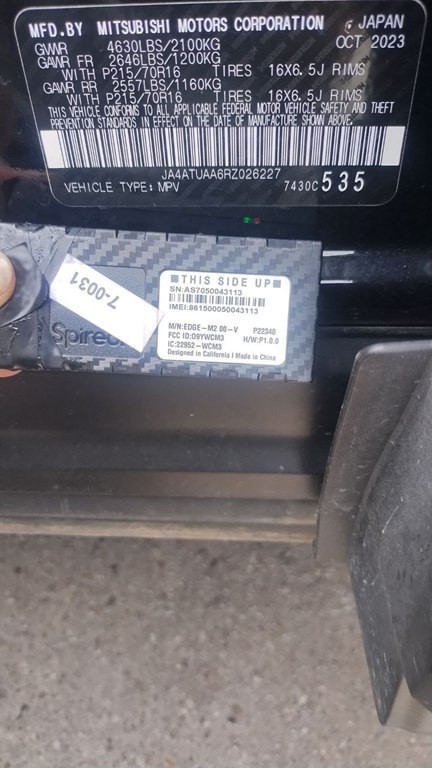 MFD.BY MITSUBISHI MOTORS CORPORATION JAPAN
GVWR 4630LBS/2100KG OCT 2023
GAWR FR 2646LBS/1200KG
WITH P215/70R16 TIRES 16X6.5J RIMS
GAWR RR 2557LBS/1160KG
WITH P215/70R16 TIRES 16X6.5J RIMS
THIS VEHICLE CONFORMS TO ALL APPLICABLE FEDERAL MOTOR VEHICLE SAFETY AND THEFT
PREVENTION STANDARDS IN EFFECT ON THE DATE OF MANUFACTURE SHOWN ABOVE.
JA4ATUAA6RZ026227
VEHICLE TYPE: MPV 7430C 535
7-0031
THIS SIDE UP
SN:AS7050043113
IMEI:861500050043113
M/N:EDGE-M2 00-V P22340
FCC ID:O9YWCM3 H/W:P1.0.0
IC:22952-WCM3
Designed in California I Made in China